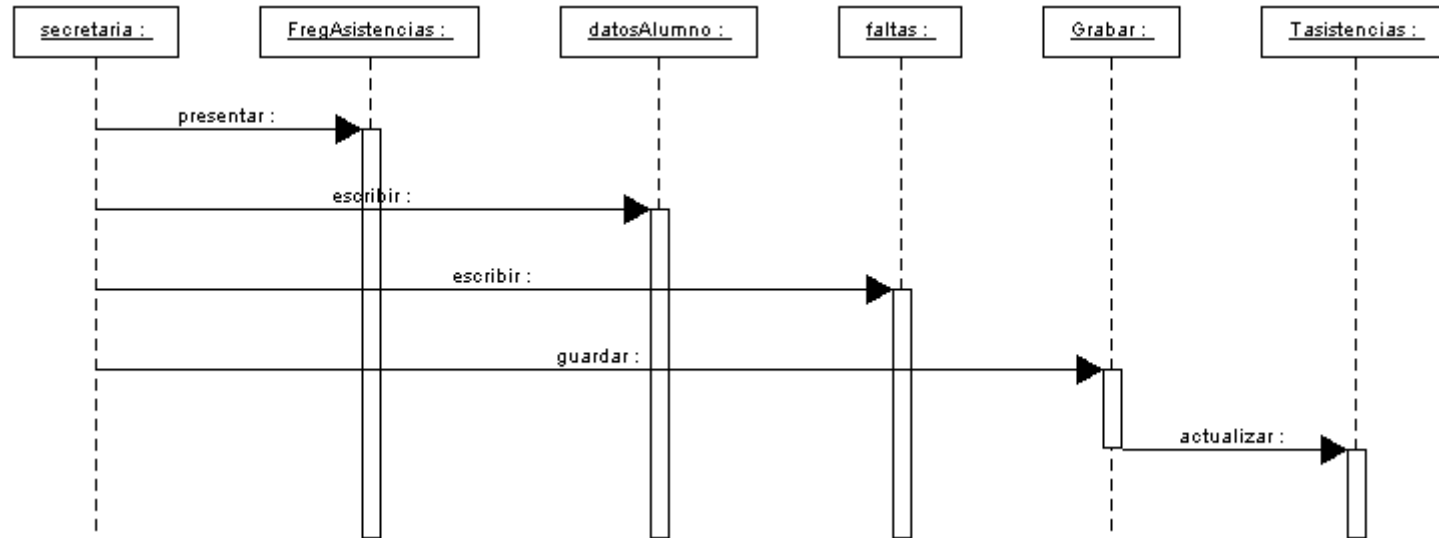 secretaria :
FregAsistencias :
datosAlumno :
faltas :
Grabar :
Tasistencias :
presentar :
escribir :
escribir :
guardar :
actualizar :